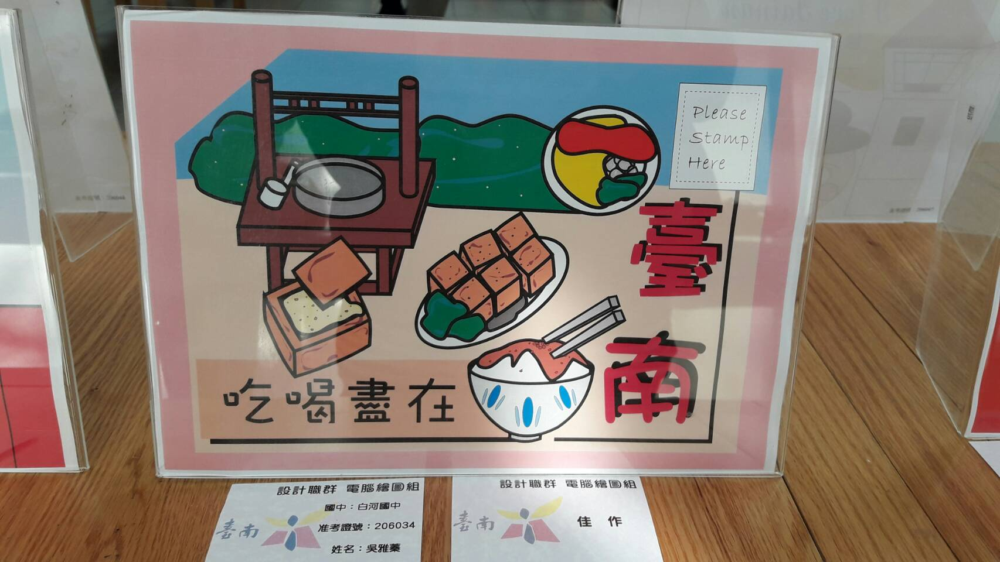 Please
Stamp
Here
臺
南
吃喝盡在
設計職群 電腦繪圖組
國中：白河國中
准考證號：206034
姓名：吳雅蓁
臺南
設計職群 電腦繪圖組
臺南
佳 作